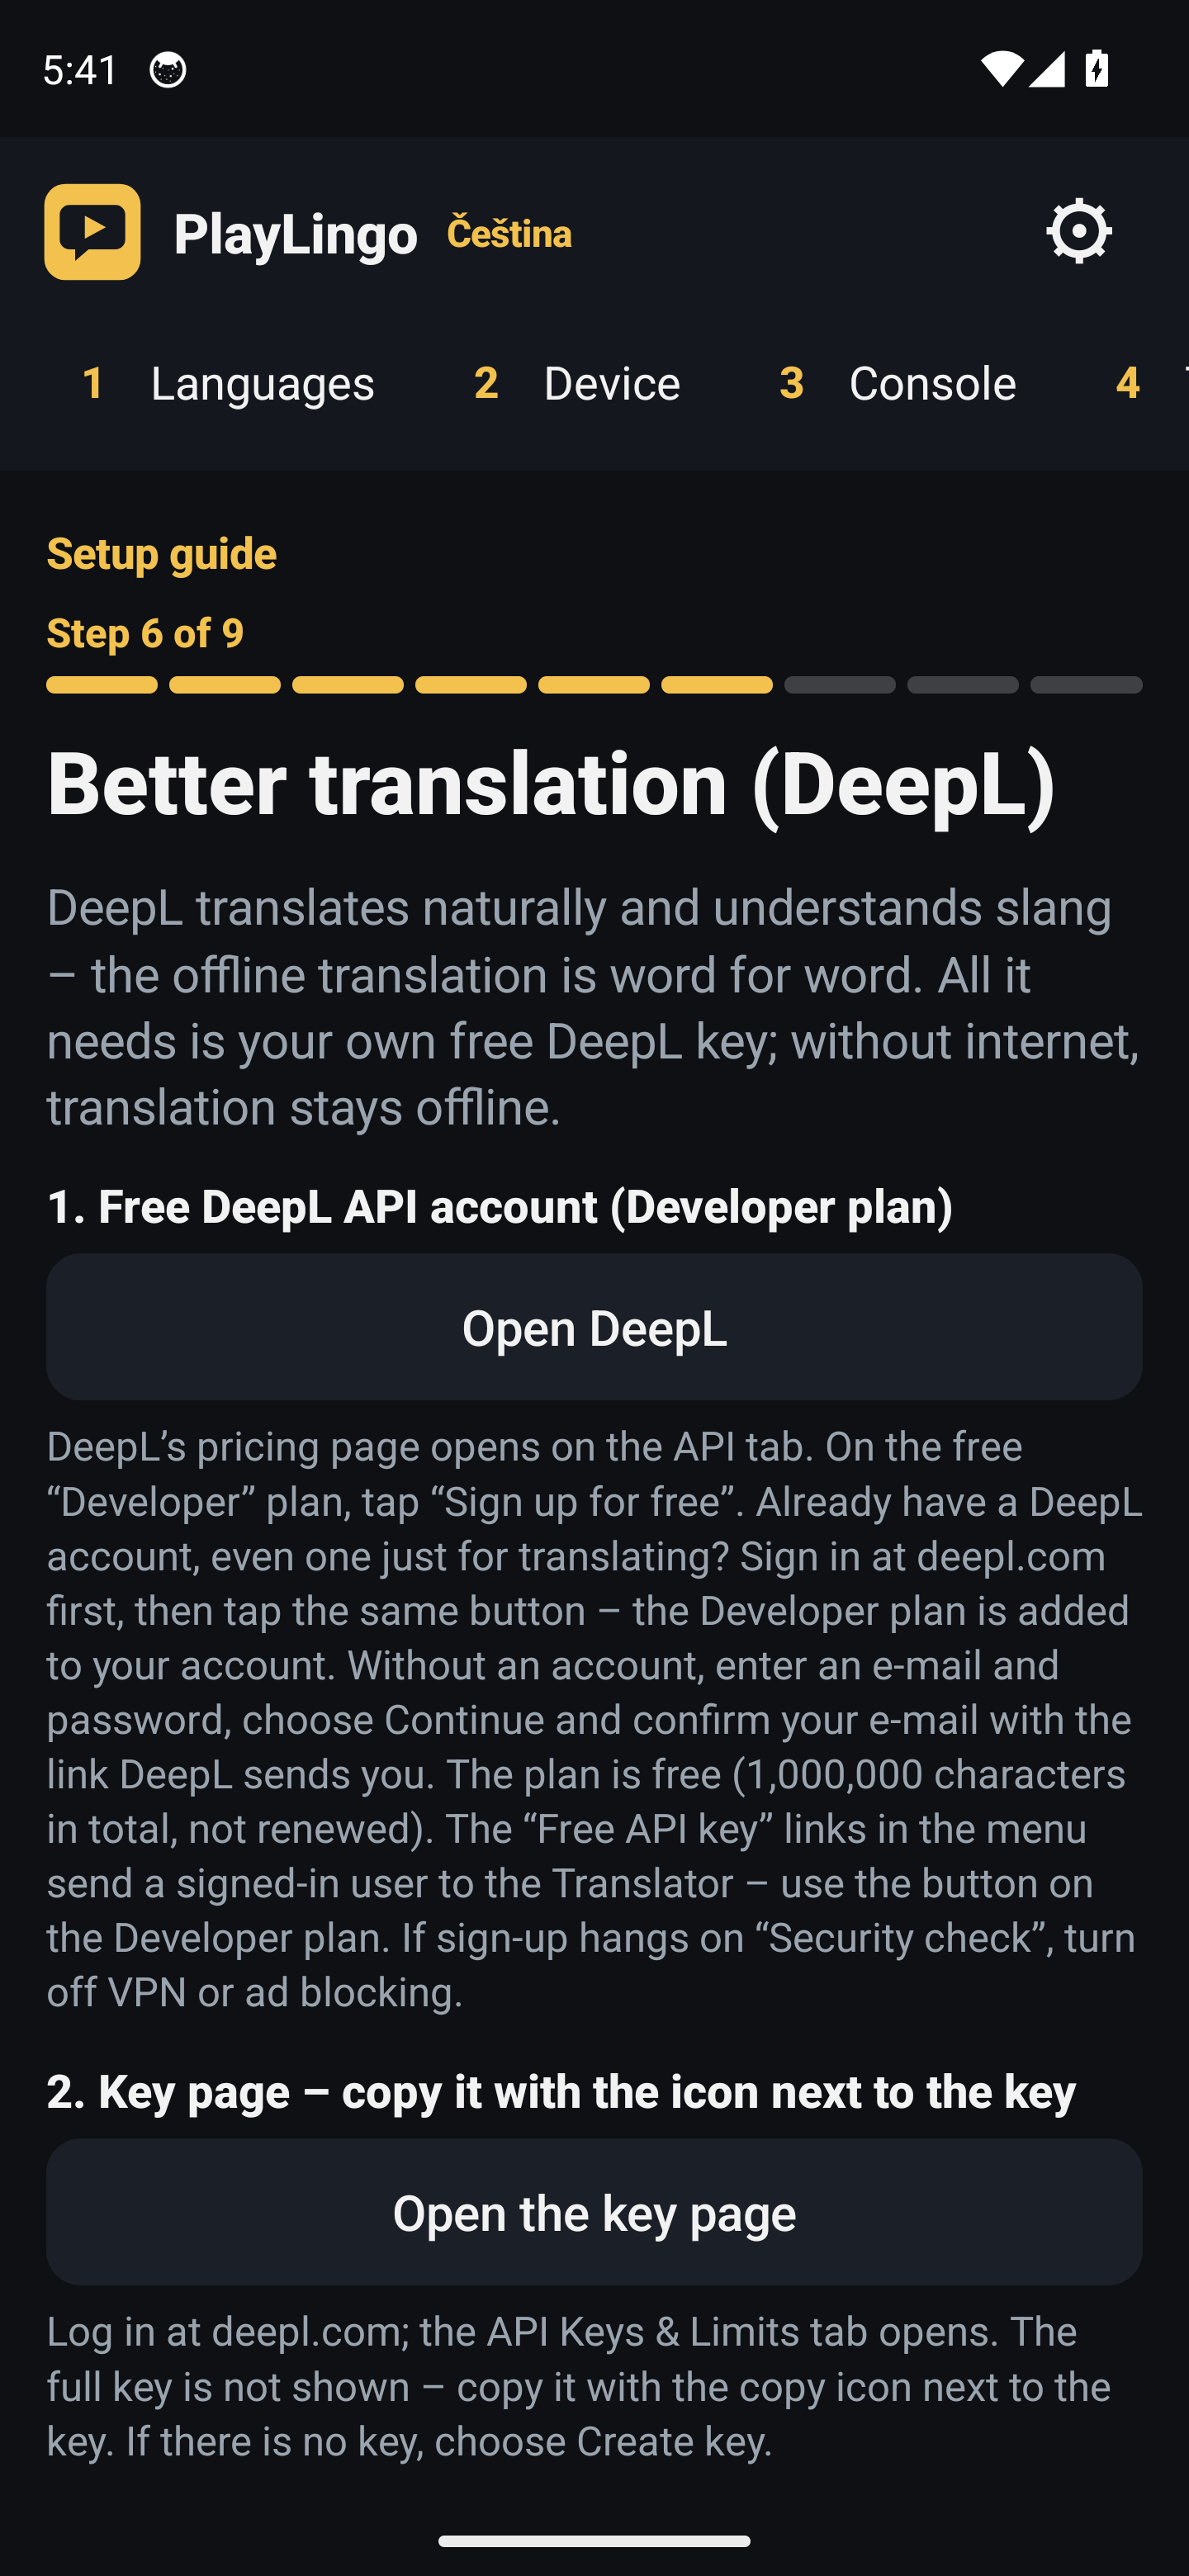 5:41
PlayLingo Čeština
1 Languages 2 Device 3 Console 4
Setup guide
Step 6 of 9
Better translation (DeepL)
DeepL translates naturally and understands slang
– the offline translation is word for word. All it
needs is your own free DeepL key; without internet,
translation stays offline.
1. Free DeepL API account (Developer plan)
Open DeepL
DeepL’s pricing page opens on the API tab. On the free
“Developer” plan, tap “Sign up for free”. Already have a DeepL
account, even one just for translating? Sign in at deepl.com
first, then tap the same button – the Developer plan is added
to your account. Without an account, enter an e-mail and
password, choose Continue and confirm your e-mail with the
link DeepL sends you. The plan is free (1,000,000 characters
in total, not renewed). The “Free API key” links in the menu
send a signed-in user to the Translator – use the button on
the Developer plan. If sign-up hangs on “Security check”, turn
off VPN or ad blocking.
2. Key page – copy it with the icon next to the key
Open the key page
Log in at deepl.com; the API Keys & Limits tab opens. The
full key is not shown – copy it with the copy icon next to the
key. If there is no key, choose Create key.